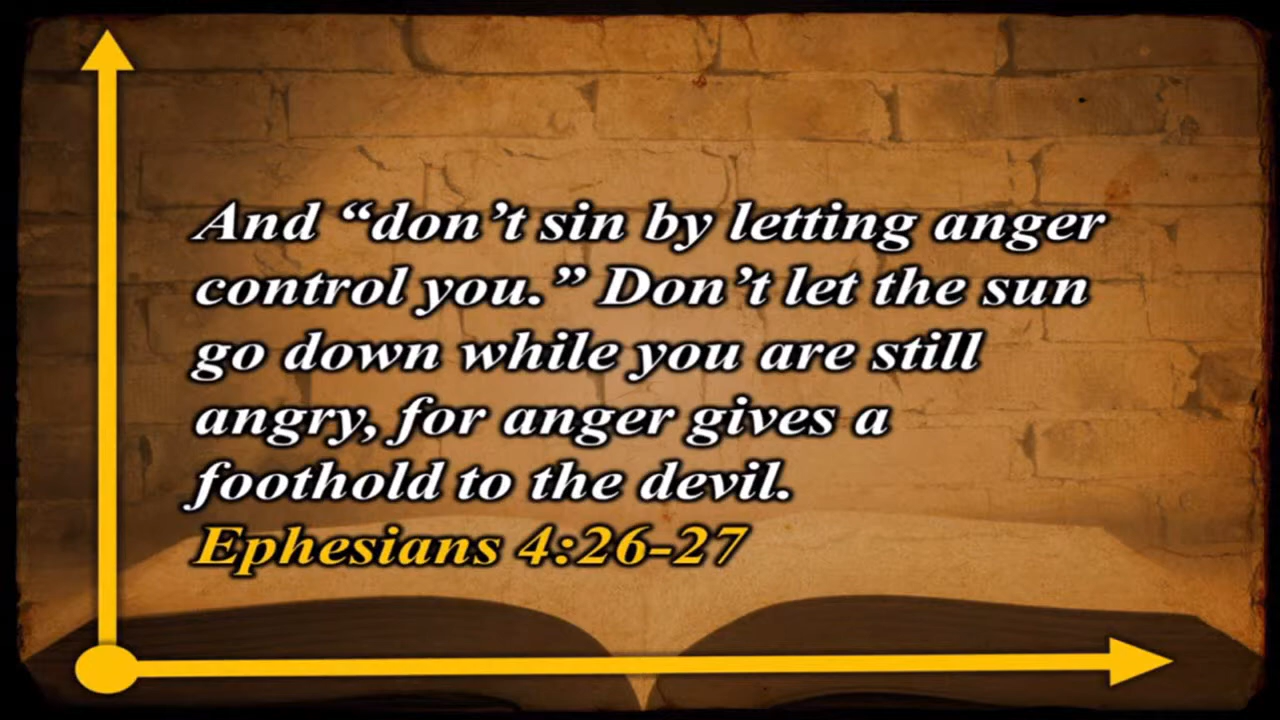 And “don’t sin by letting anger
control you.” Don’t let the sun
go down while you are still
angry, for anger gives a
foothold to the devil.
Ephesians 4:26-27